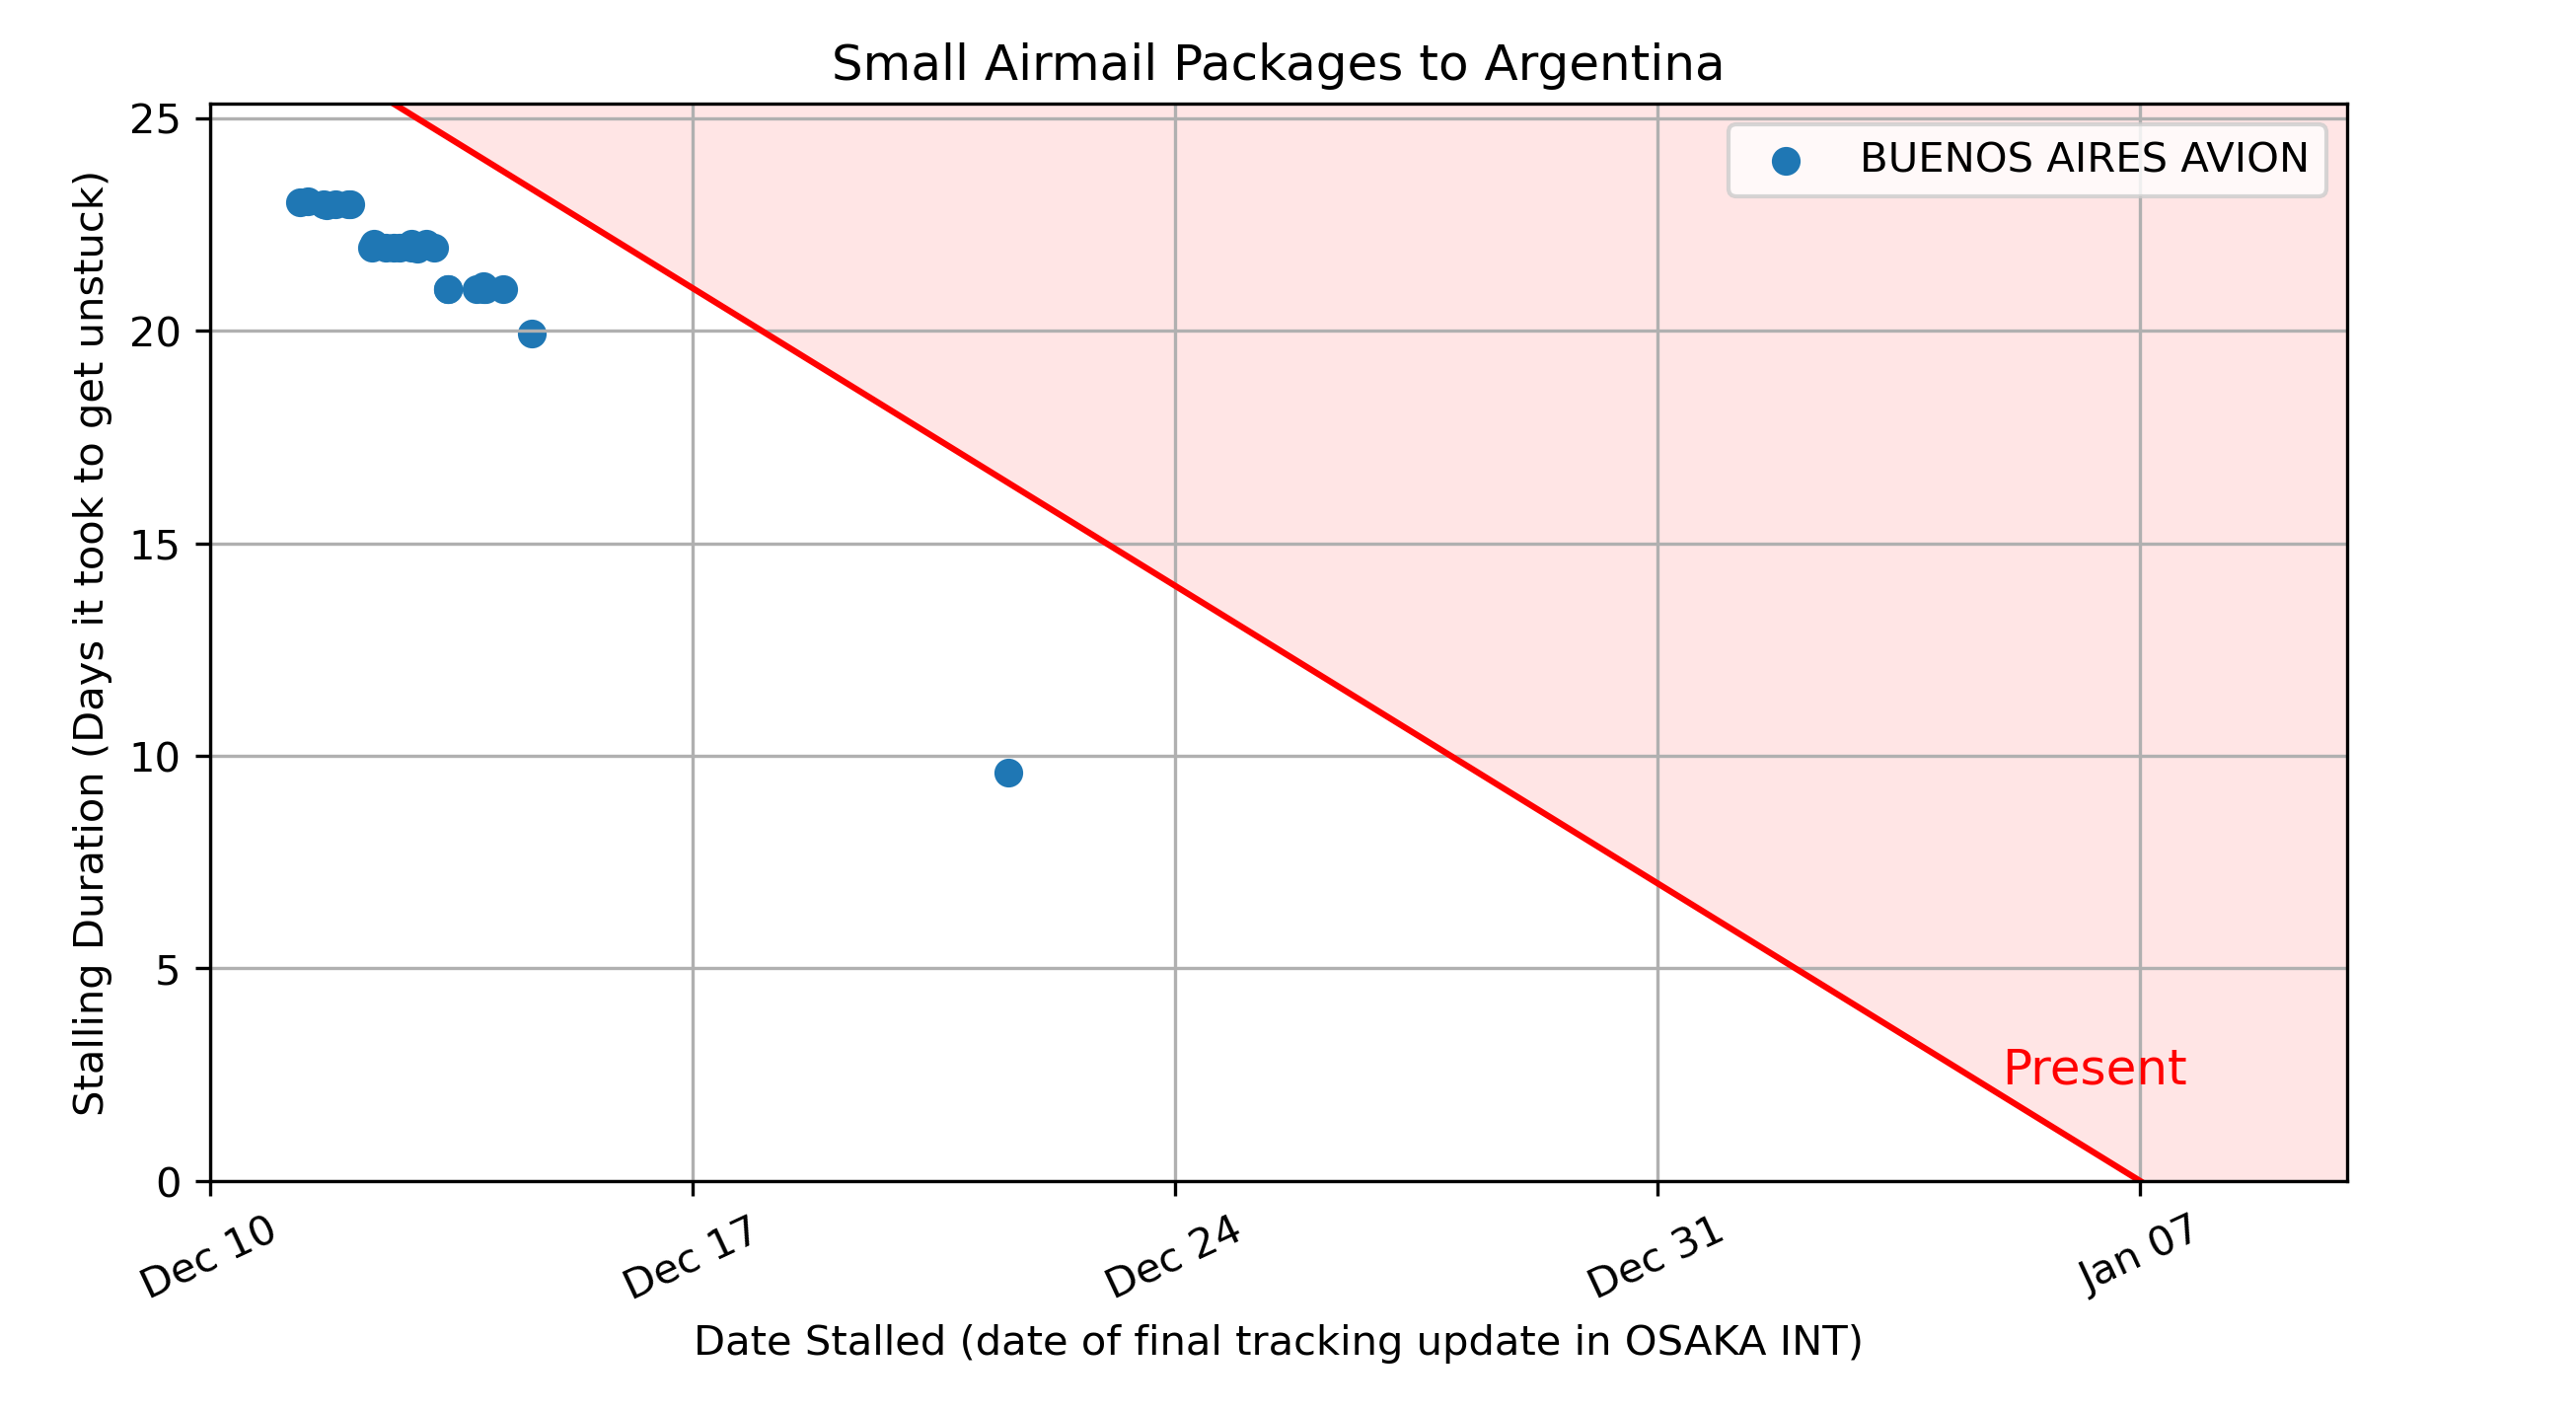 Small Airmail Packages to Argentina
BUENOS AIRES AVION
Stalling Duration (Days it took to get unstuck)
25
20
15
10
5
0
Present
Dec 10
Dec 17
Dec 24
Dec 31
Jan 07
Date Stalled (date of final tracking update in OSAKA INT)